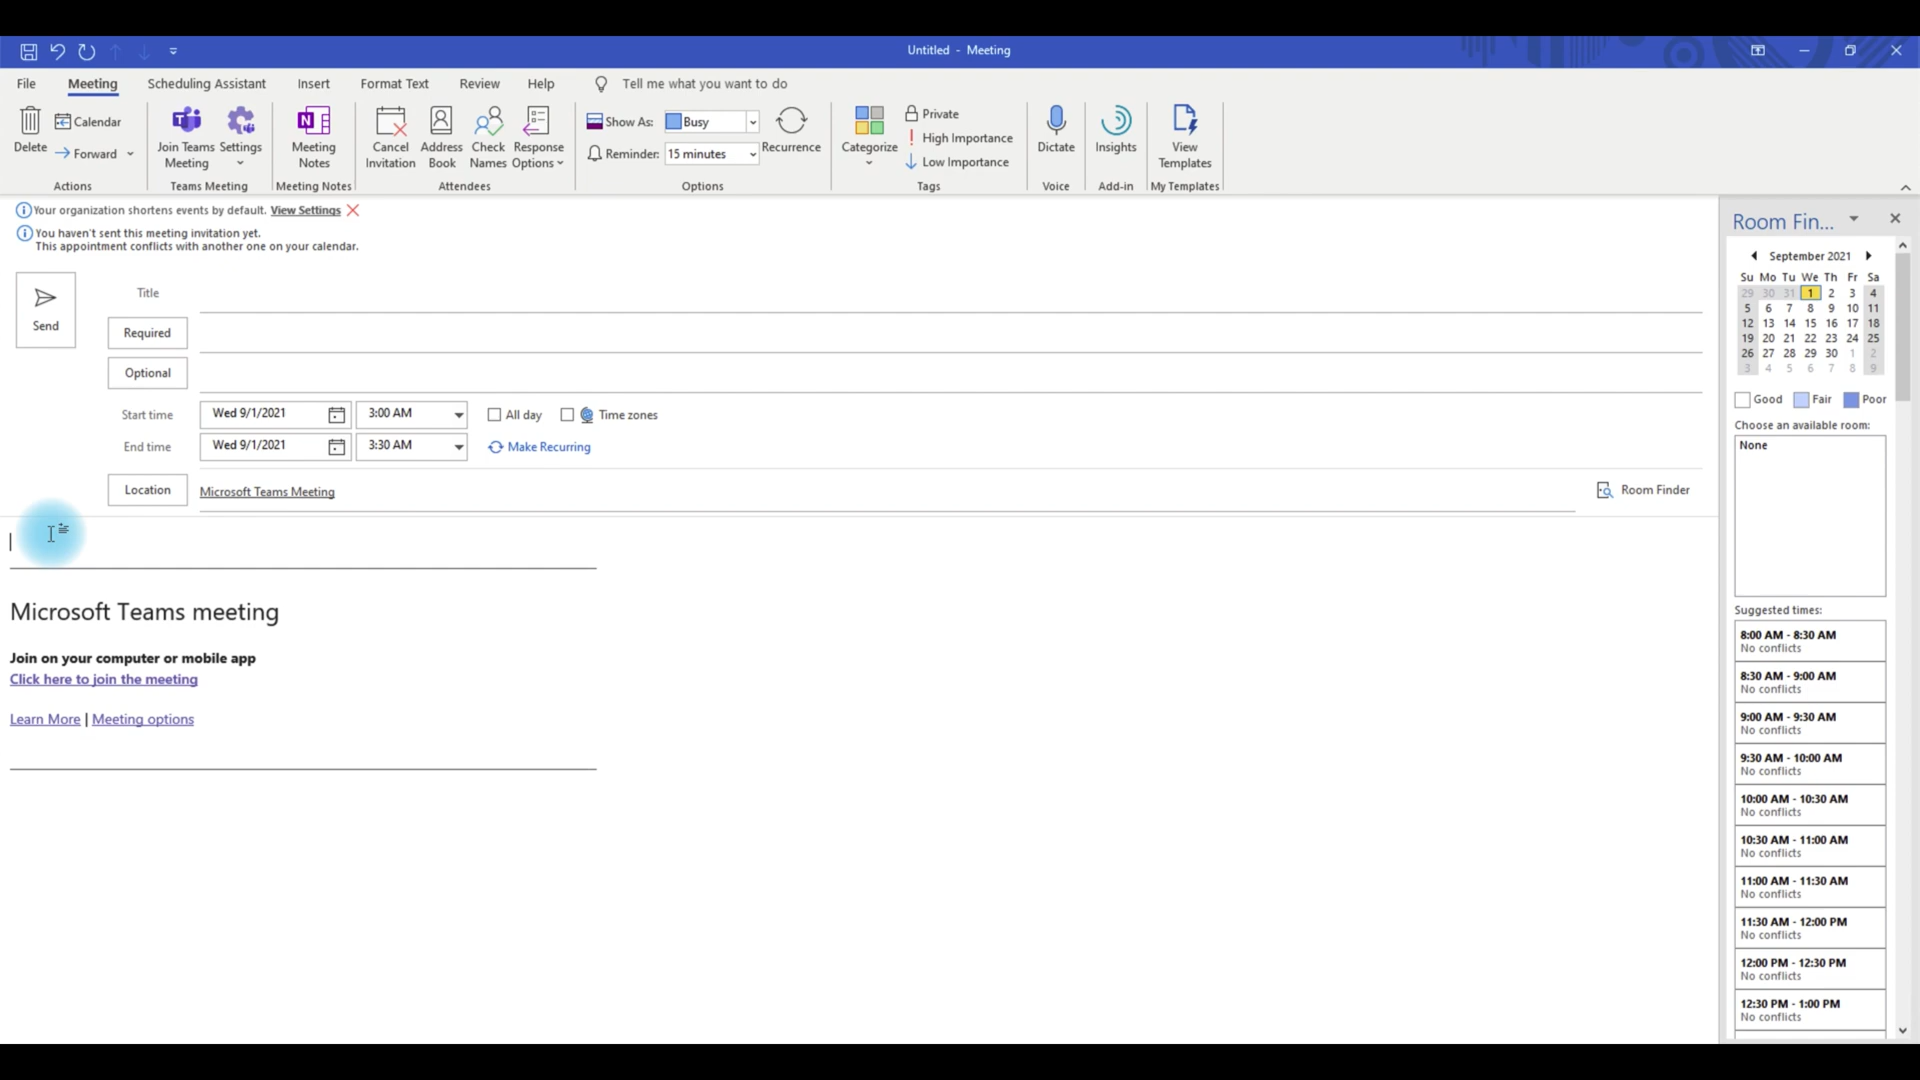 Untitled - Meeting
File Meeting Scheduling Assistant Insert Format Text Review Help Tell me what you want to do
Delete
Calendar
Forward
Actions
Join Teams Meeting
Settings
Teams Meeting
Meeting Notes
Meeting Notes
Cancel Invitation
Address Book
Check Names
Response Options
Attendees
Show As: Busy
Reminder: 15 minutes
Recurrence
Options
Categorize
Private
High Importance
Low Importance
Tags
Dictate
Voice
Insights
Add-in
View Templates
My Templates
Your organization shortens events by default. View Settings
You haven't sent this meeting invitation yet.
This appointment conflicts with another one on your calendar.
Send
Title
Required
Optional
Start time Wed 9/1/2021 3:00 AM All day Time zones
End time Wed 9/1/2021 3:30 AM Make Recurring
Location Microsoft Teams Meeting Room Finder
Microsoft Teams meeting
Join on your computer or mobile app
Click here to join the meeting
Learn More | Meeting options
Room Fin...
September 2021
Su Mo Tu We Th Fr Sa
29 30 31 1 2 3 4
5 6 7 8 9 10 11
12 13 14 15 16 17 18
19 20 21 22 23 24 25
26 27 28 29 30 1 2
3 4 5 6 7 8 9
Good Fair Poor
Choose an available room:
None
Suggested times:
8:00 AM - 8:30 AM
No conflicts
8:30 AM - 9:00 AM
No conflicts
9:00 AM - 9:30 AM
No conflicts
9:30 AM - 10:00 AM
No conflicts
10:00 AM - 10:30 AM
No conflicts
10:30 AM - 11:00 AM
No conflicts
11:00 AM - 11:30 AM
No conflicts
11:30 AM - 12:00 PM
No conflicts
12:00 PM - 12:30 PM
No conflicts
12:30 PM - 1:00 PM
No conflicts